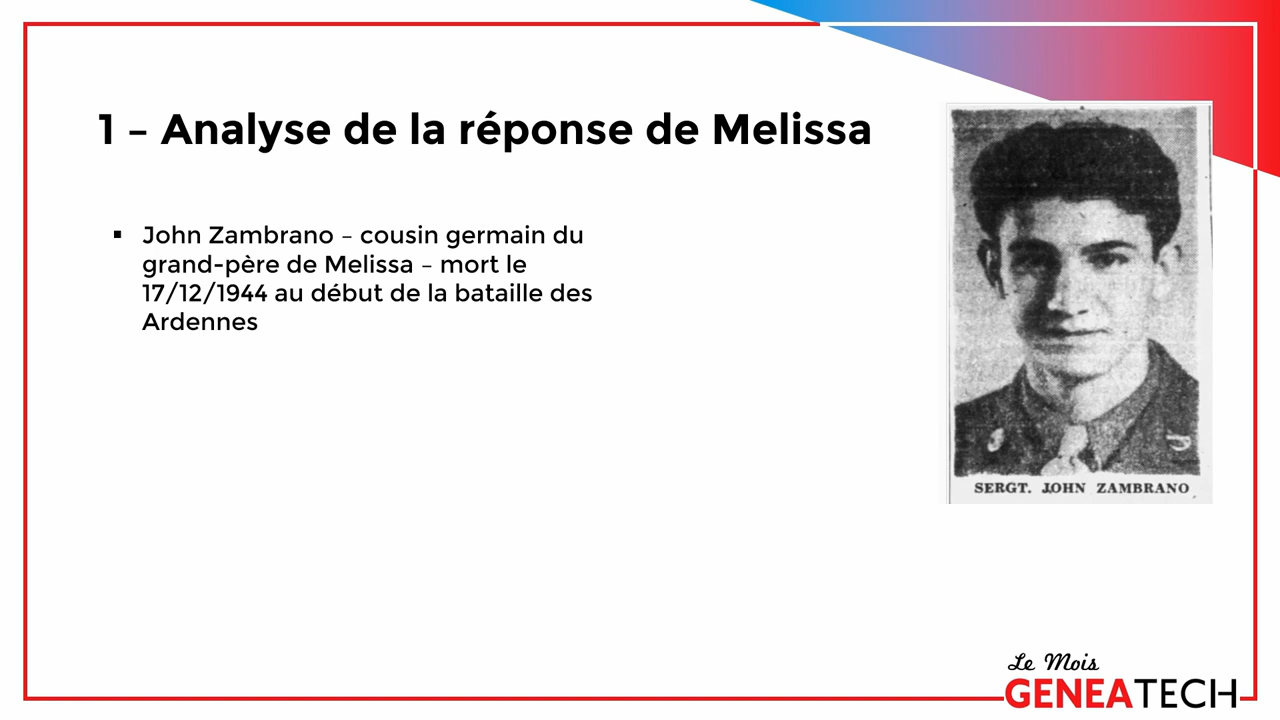 1 – Analyse de la réponse de Melissa
▪ John Zambrano – cousin germain du
grand-père de Melissa – mort le
17/12/1944 au début de la bataille des
Ardennes
SERGT. JOHN ZAMBRANO
Le Mois
GENEATECH